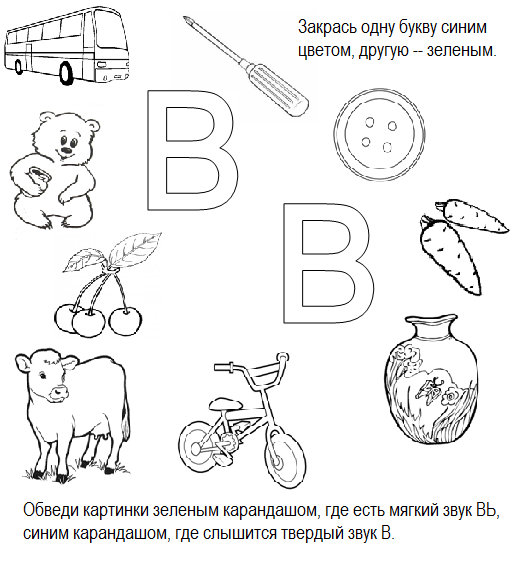 Закрась одну букву синим
цветом, другую -- зеленым.
В
В
Обведи картинки зеленым карандашом, где есть мягкий звук ВЬ,
синим карандашом, где слышится твердый звук В.